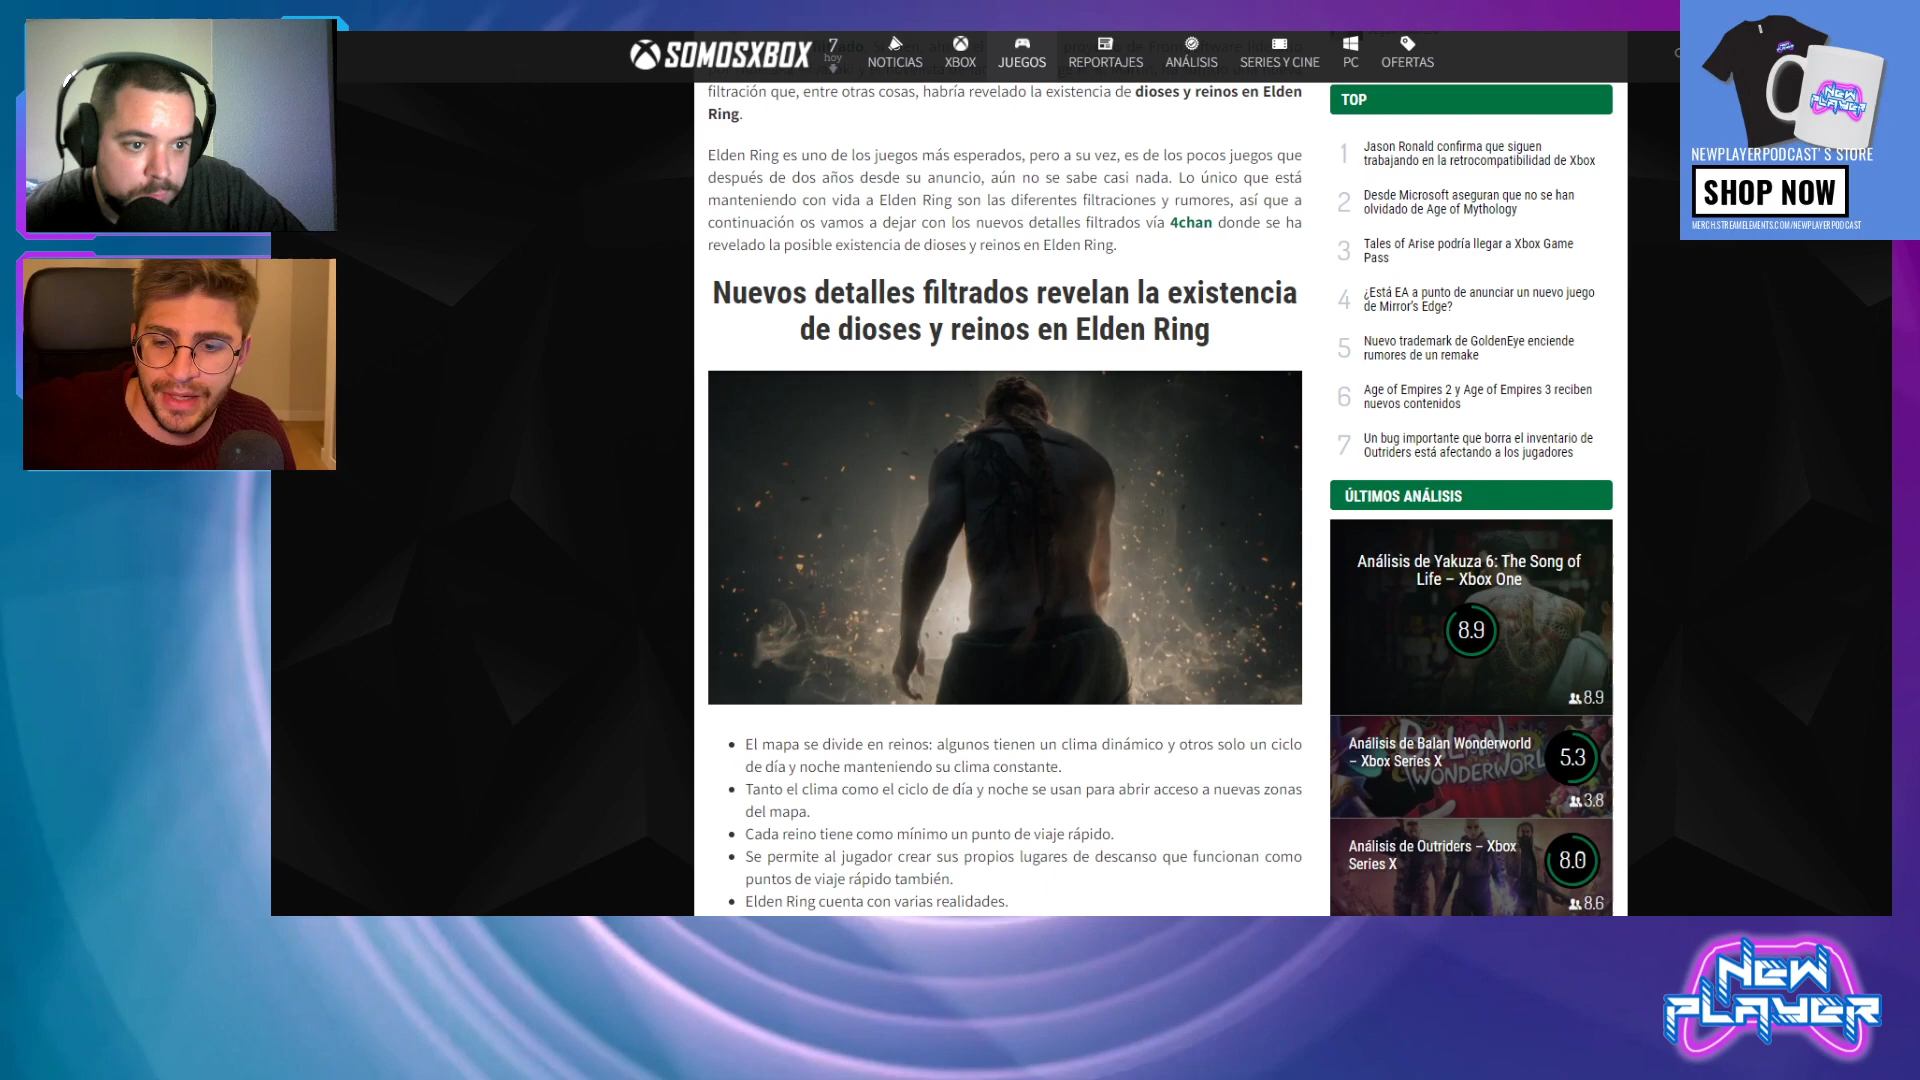 SOMOSXBOX
7
hoy
NOTICIAS
XBOX
JUEGOS
REPORTAJES
ANÁLISIS
SERIES Y CINE
PC
OFERTAS
filtración que, entre otras cosas, habría revelado la existencia de dioses y reinos en Elden
Ring.
Elden Ring es uno de los juegos más esperados, pero a su vez, es de los pocos juegos que
después de dos años desde su anuncio, aún no se sabe casi nada. Lo único que está
manteniendo con vida a Elden Ring son las diferentes filtraciones y rumores, así que a
continuación os vamos a dejar con los nuevos detalles filtrados vía 4chan donde se ha
revelado la posible existencia de dioses y reinos en Elden Ring.
Nuevos detalles filtrados revelan la existencia
de dioses y reinos en Elden Ring
El mapa se divide en reinos: algunos tienen un clima dinámico y otros solo un ciclo
de día y noche manteniendo su clima constante.
Tanto el clima como el ciclo de día y noche se usan para abrir acceso a nuevas zonas
del mapa.
Cada reino tiene como mínimo un punto de viaje rápido.
Se permite al jugador crear sus propios lugares de descanso que funcionan como
puntos de viaje rápido también.
Elden Ring cuenta con varias realidades.
TOP
1 Jason Ronald confirma que siguen
trabajando en la retrocompatibilidad de Xbox
2 Desde Microsoft aseguran que no se han
olvidado de Age of Mythology
3 Tales of Arise podría llegar a Xbox Game
Pass
4 ¿Está EA a punto de anunciar un nuevo juego
de Mirror's Edge?
5 Nuevo trademark de GoldenEye enciende
rumores de un remake
6 Age of Empires 2 y Age of Empires 3 reciben
nuevos contenidos
7 Un bug importante que borra el inventario de
Outriders está afectando a los jugadores
ÚLTIMOS ANÁLISIS
Análisis de Yakuza 6: The Song of
Life – Xbox One
8.9
8.9
Análisis de Balan Wonderworld
– Xbox Series X
5.3
3.8
Análisis de Outriders – Xbox
Series X
8.0
8.6
NEW
PLAYER
NEWPLAYERPODCAST'S STORE
SHOP NOW
MERCH.STREAMELEMENTS.COM/NEWPLAYERPODCAST
NEW
PLAYER